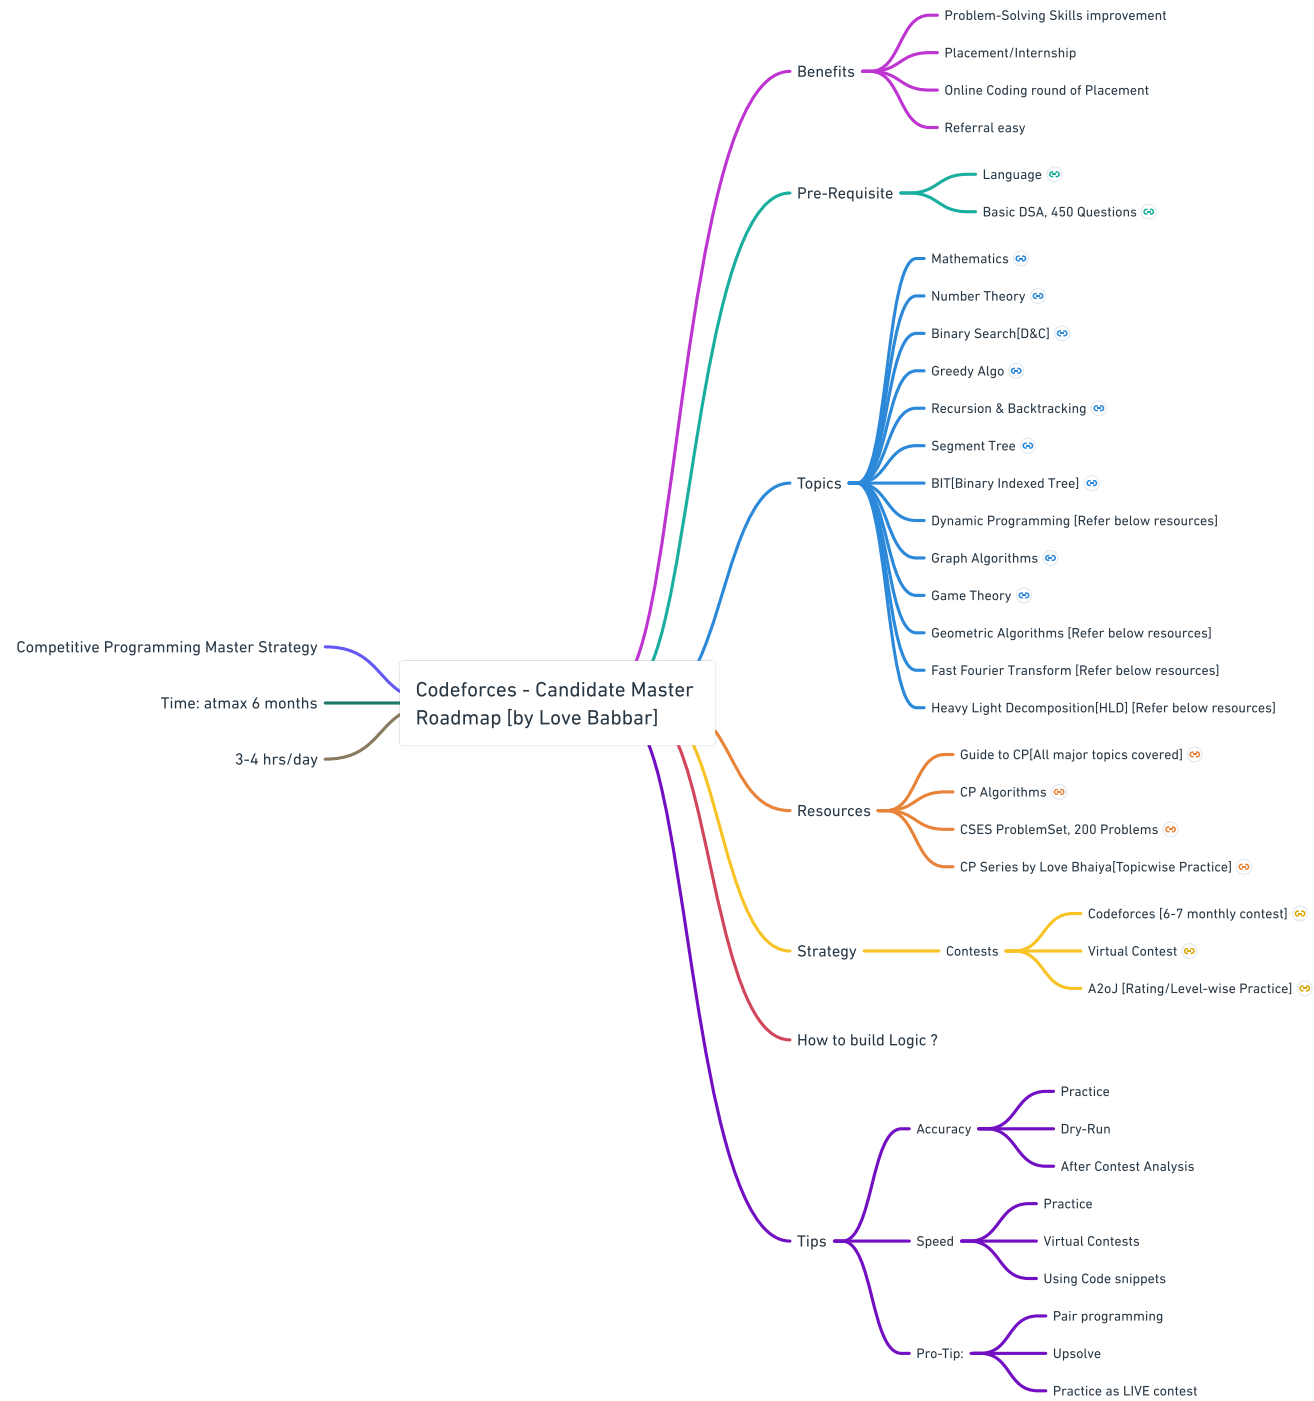 Competitive Programming Master Strategy
Time: atmax 6 months
3-4 hrs/day
Codeforces - Candidate Master
Roadmap [by Love Babbar]
Benefits
Problem-Solving Skills improvement
Placement/Internship
Online Coding round of Placement
Referral easy
Pre-Requisite
Language
Basic DSA, 450 Questions
Topics
Mathematics
Number Theory
Binary Search[D&C]
Greedy Algo
Recursion & Backtracking
Segment Tree
BIT[Binary Indexed Tree]
Dynamic Programming [Refer below resources]
Graph Algorithms
Game Theory
Geometric Algorithms [Refer below resources]
Fast Fourier Transform [Refer below resources]
Heavy Light Decomposition[HLD] [Refer below resources]
Resources
Guide to CP[All major topics covered]
CP Algorithms
CSES ProblemSet, 200 Problems
CP Series by Love Bhaiya[Topicwise Practice]
Strategy
Contests
Codeforces [6-7 monthly contest]
Virtual Contest
A2oJ [Rating/Level-wise Practice]
How to build Logic ?
Tips
Accuracy
Practice
Dry-Run
After Contest Analysis
Speed
Practice
Virtual Contests
Using Code snippets
Pro-Tip:
Pair programming
Upsolve
Practice as LIVE contest